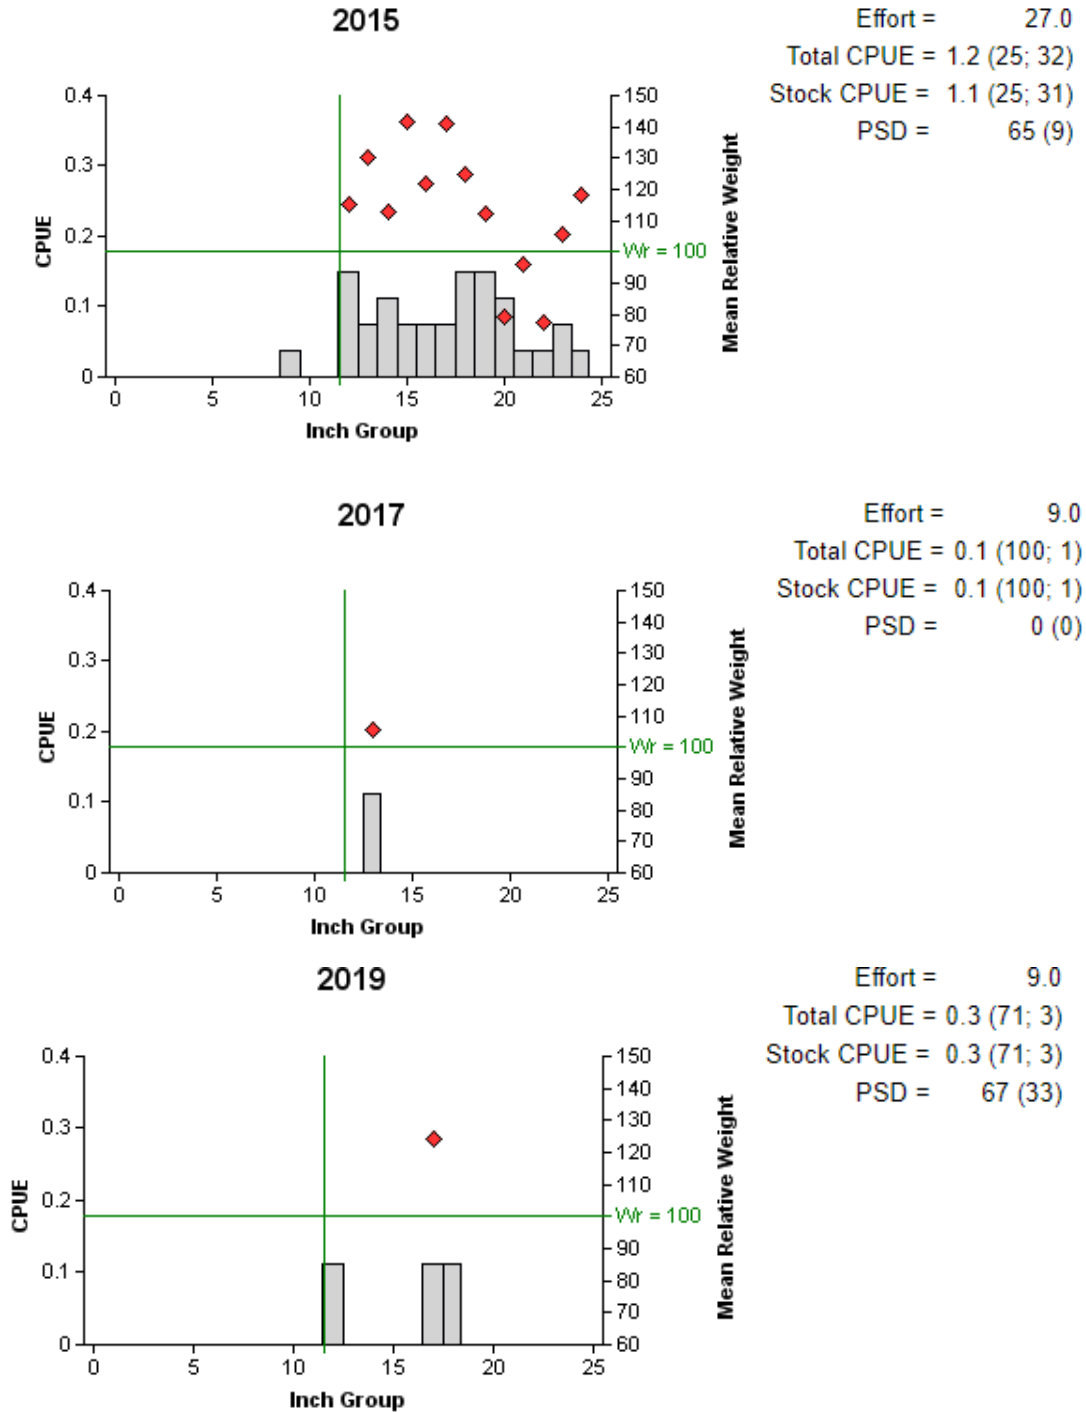 2015
Effort = 27.0
Total CPUE = 1.2 (25; 32)
Stock CPUE = 1.1 (25; 31)
PSD = 65 (9)
0.4
0.3
0.2
0.1
0
CPUE
150
140
130
120
110
Wr = 100
90
80
70
60
Mean Relative Weight
0 5 10 15 20 25
Inch Group
2017
Effort = 9.0
Total CPUE = 0.1 (100; 1)
Stock CPUE = 0.1 (100; 1)
PSD = 0 (0)
0.4
0.3
0.2
0.1
0
CPUE
150
140
130
120
110
Wr = 100
90
80
70
60
Mean Relative Weight
0 5 10 15 20 25
Inch Group
2019
Effort = 9.0
Total CPUE = 0.3 (71; 3)
Stock CPUE = 0.3 (71; 3)
PSD = 67 (33)
0.4
0.3
0.2
0.1
0
CPUE
150
140
130
120
110
Wr = 100
90
80
70
60
Mean Relative Weight
0 5 10 15 20 25
Inch Group